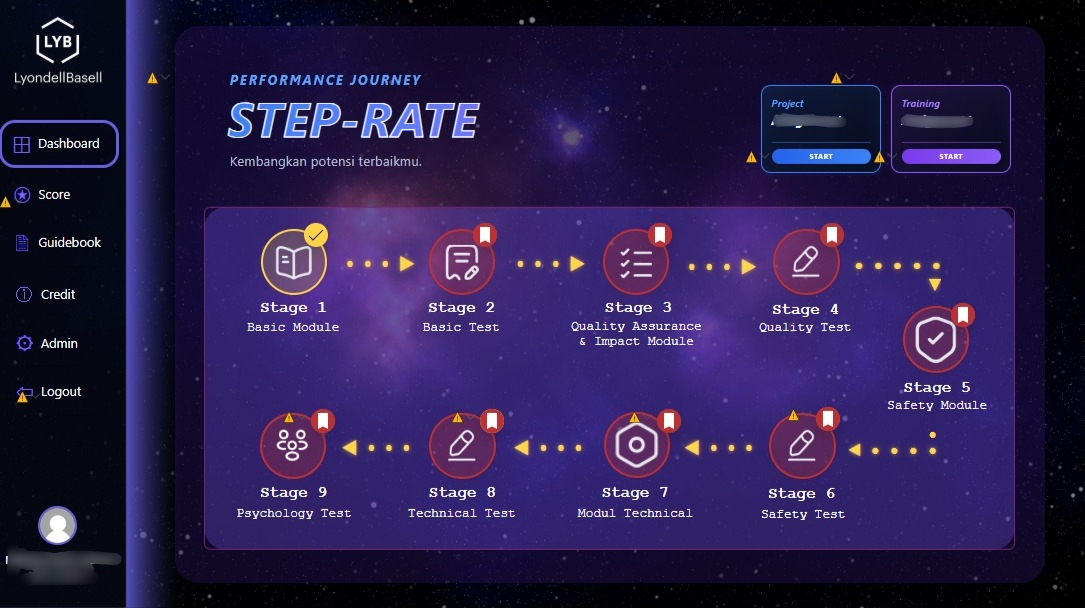 LYB
LyondellBasell
Dashboard
Score
Guidebook
Credit
Admin
Logout
PERFORMANCE JOURNEY
STEP-RATE
Kembangkan potensi terbaikmu.
Project
START
Training
START
Stage 1
Basic Module
Stage 2
Basic Test
Stage 3
Quality Assurance
& Impact Module
Stage 4
Quality Test
Stage 5
Safety Module
Stage 6
Safety Test
Stage 7
Modul Technical
Stage 8
Technical Test
Stage 9
Psychology Test